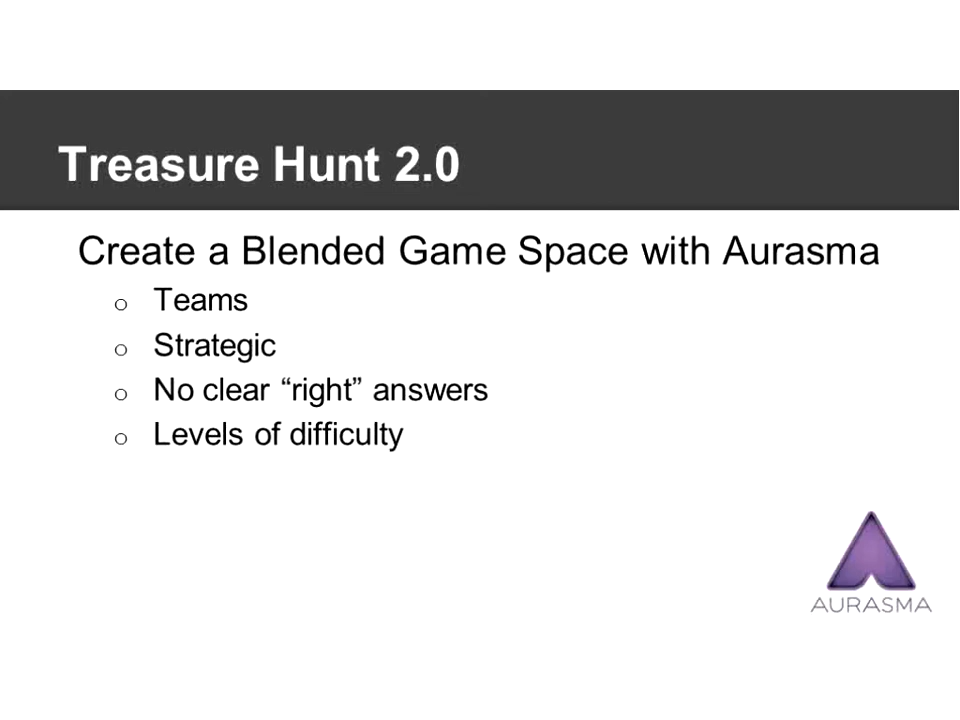 Treasure Hunt 2.0
Create a Blended Game Space with Aurasma
o Teams
o Strategic
o No clear “right” answers
o Levels of difficulty
AURASMA